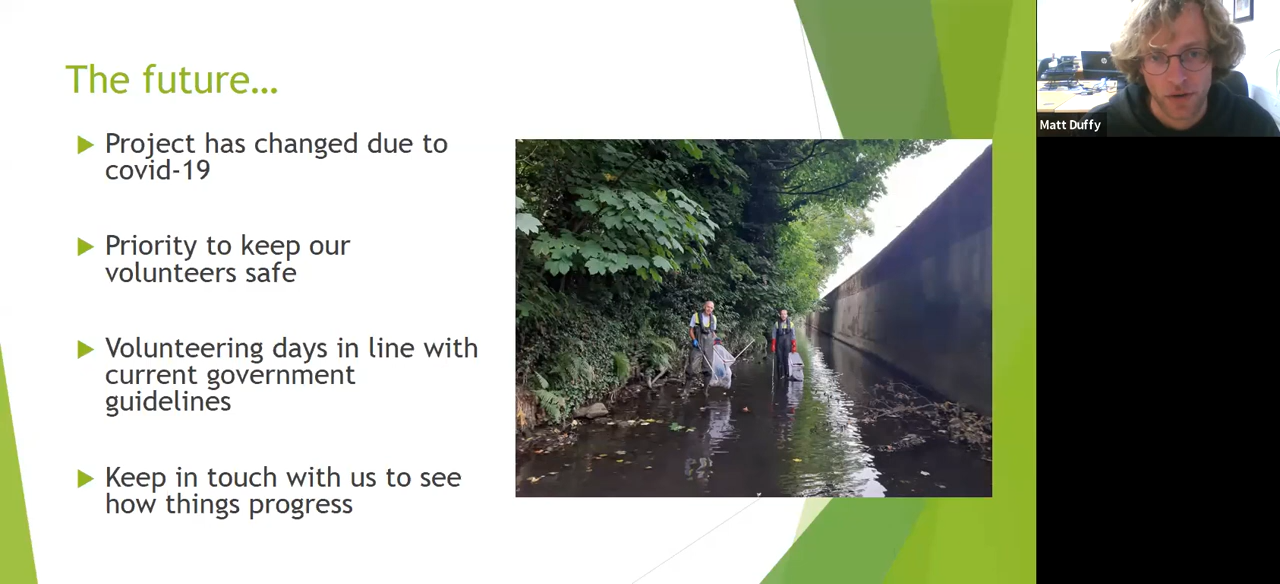 The future…
Project has changed due to
covid-19
Priority to keep our
volunteers safe
Volunteering days in line with
current government
guidelines
Keep in touch with us to see
how things progress
Matt Duffy